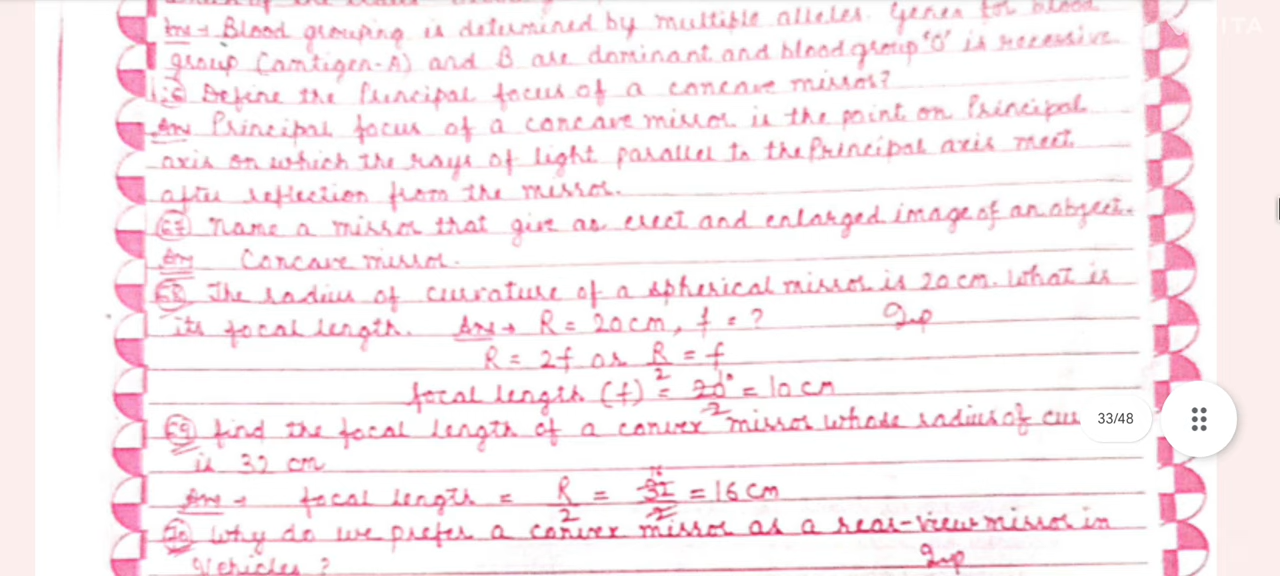 Ans → Blood grouping is determined by multiple alleles. Genes for blood
group (antigen-A) and B are dominant and blood group 'O' is recessive.
Define the Principal focus of a concave mirror?
Ans Principal focus of a concave mirror is the point on Principal
axis on which the rays of light parallel to the Principal axis meet
after reflection from the mirror.
67 Name a mirror that give an erect and enlarged image of an object.
Ans Concave mirror.
68 The radius of curvature of a spherical mirror is 20 cm. What is
its focal length. Ans → R = 20cm, f = ? Imp
R = 2f or R/2 = f
focal length (f) = 20/2 = 10 cm
69 find the focal length of a convex mirror whose radius of cur
is 32 cm
33/48
Ans → focal length = R/2 = 32/2 = 16 cm
70 Why do we prefer a convex mirror as a rear-view mirror in
Vehicles? Imp